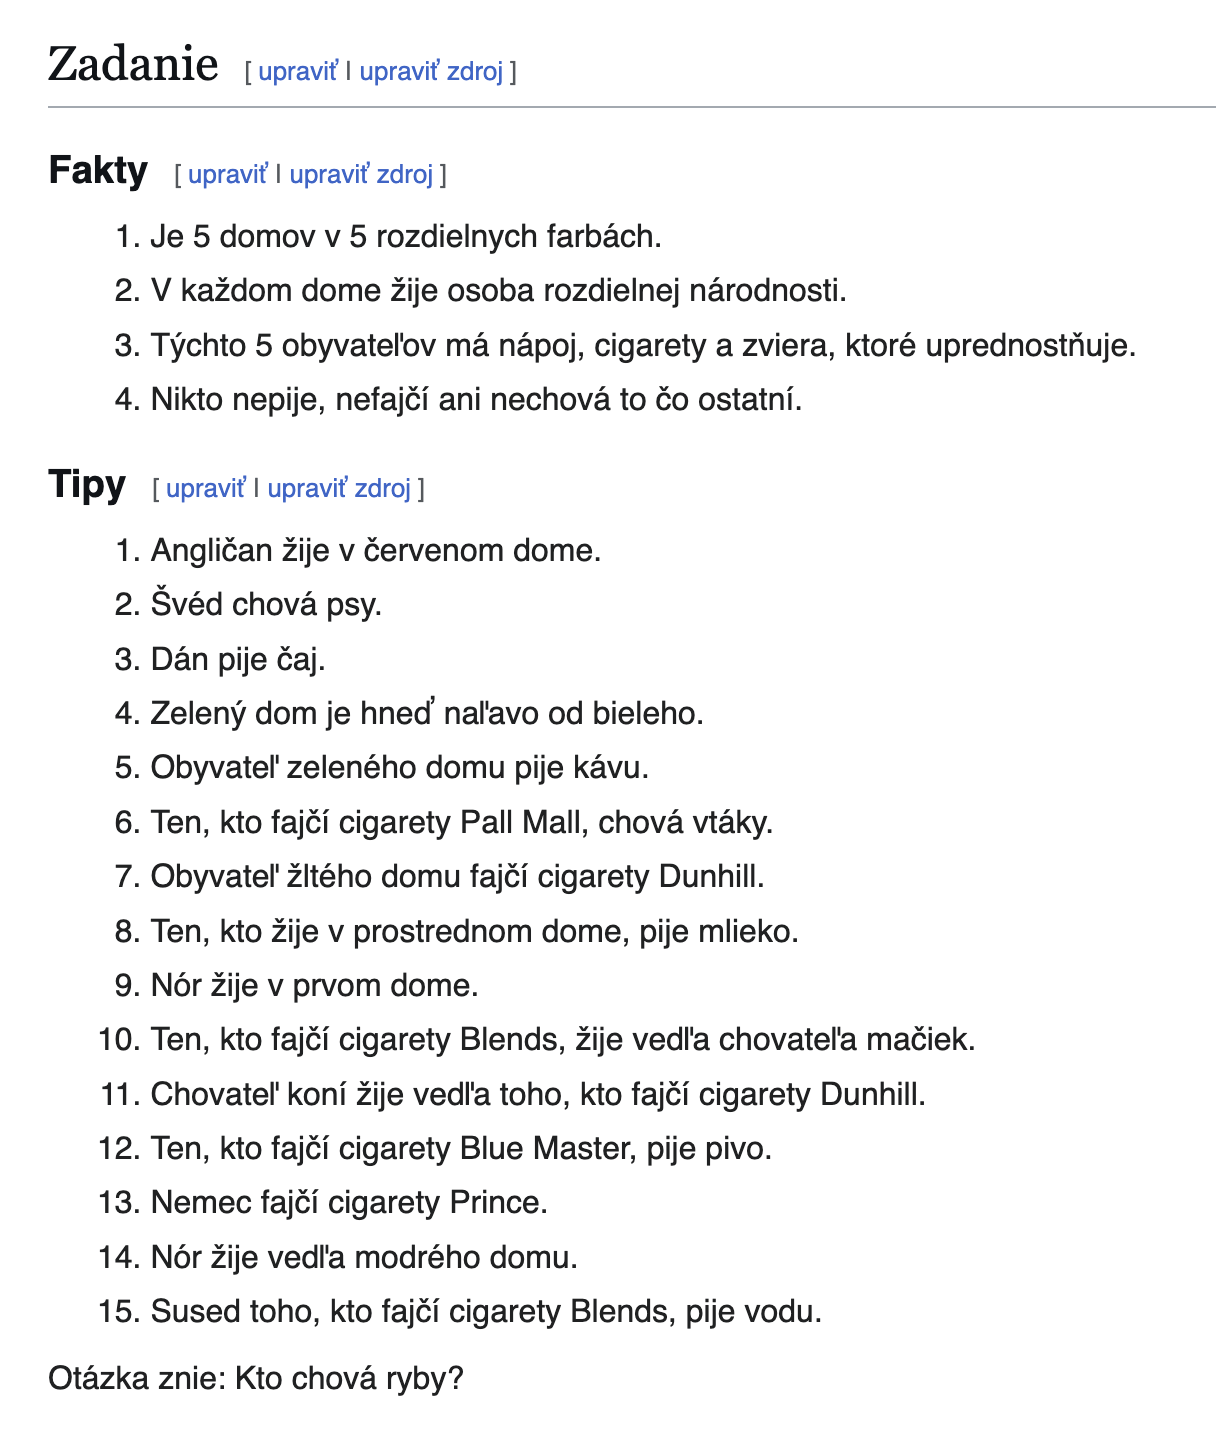 Zadanie [ upraviť | upraviť zdroj ]
Fakty [ upraviť | upraviť zdroj ]
1. Je 5 domov v 5 rozdielnych farbách.
2. V každom dome žije osoba rozdielnej národnosti.
3. Týchto 5 obyvateľov má nápoj, cigarety a zviera, ktoré uprednostňuje.
4. Nikto nepije, nefajčí ani nechová to čo ostatní.
Tipy [ upraviť | upraviť zdroj ]
1. Angličan žije v červenom dome.
2. Švéd chová psy.
3. Dán pije čaj.
4. Zelený dom je hneď naľavo od bieleho.
5. Obyvateľ zeleného domu pije kávu.
6. Ten, kto fajčí cigarety Pall Mall, chová vtáky.
7. Obyvateľ žltého domu fajčí cigarety Dunhill.
8. Ten, kto žije v prostrednom dome, pije mlieko.
9. Nór žije v prvom dome.
10. Ten, kto fajčí cigarety Blends, žije vedľa chovateľa mačiek.
11. Chovateľ koní žije vedľa toho, kto fajčí cigarety Dunhill.
12. Ten, kto fajčí cigarety Blue Master, pije pivo.
13. Nemec fajčí cigarety Prince.
14. Nór žije vedľa modrého domu.
15. Sused toho, kto fajčí cigarety Blends, pije vodu.
Otázka znie: Kto chová ryby?